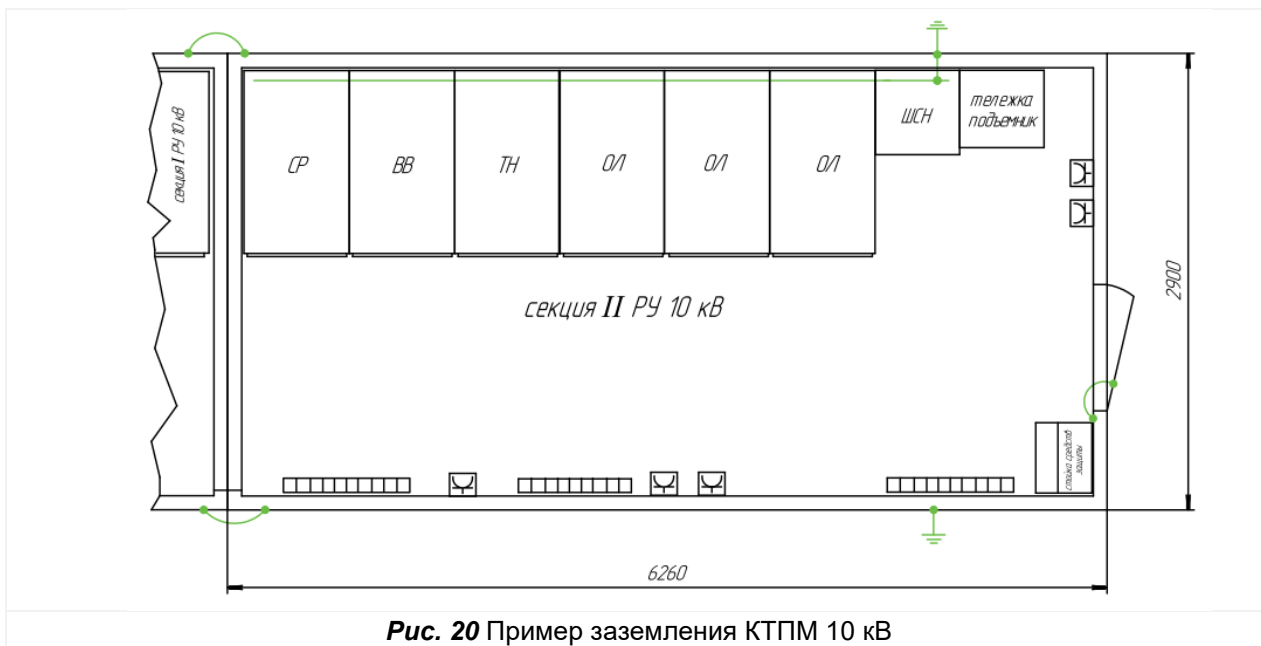 секция I РУ 10 кВ
СР
ВВ
ТН
ОЛ
ОЛ
ОЛ
ШСН
тележка
подъемник
секция II РУ 10 кВ
2900
стойка средств
защиты
6260
Рис. 20 Пример заземления КТПМ 10 кВ